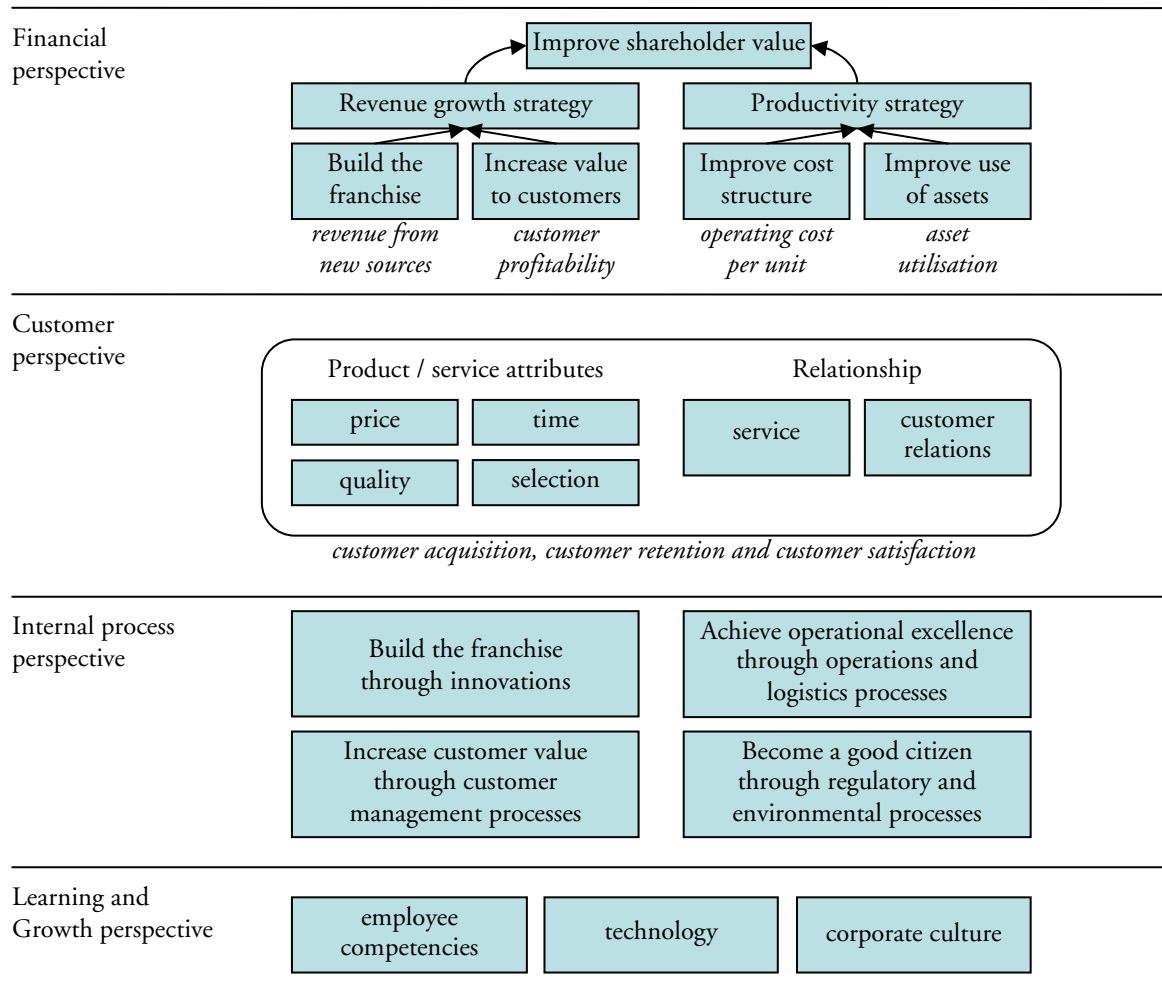 Financial
perspective
Improve shareholder value
Revenue growth strategy
Productivity strategy
Build the
franchise
Increase value
to customers
Improve cost
structure
Improve use
of assets
revenue from
new sources
customer
profitability
operating cost
per unit
asset
utilisation
Customer
perspective
Product / service attributes
Relationship
price
time
quality
selection
service
customer
relations
customer acquisition, customer retention and customer satisfaction
Internal process
perspective
Build the franchise
through innovations
Achieve operational excellence
through operations and
logistics processes
Increase customer value
through customer
management processes
Become a good citizen
through regulatory and
environmental processes
Learning and
Growth perspective
employee
competencies
technology
corporate culture